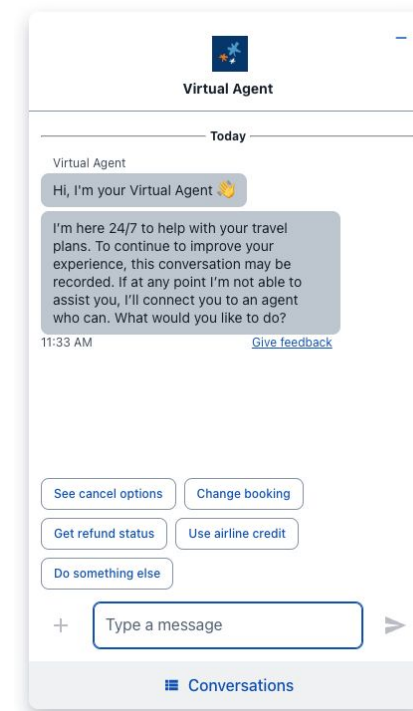 Virtual Agent
Today
Virtual Agent
Hi, I'm your Virtual Agent 👋
I'm here 24/7 to help with your travel
plans. To continue to improve your
experience, this conversation may be
recorded. If at any point I'm not able to
assist you, I'll connect you to an agent
who can. What would you like to do?
11:33 AM Give feedback
See cancel options Change booking
Get refund status Use airline credit
Do something else
Type a message
Conversations